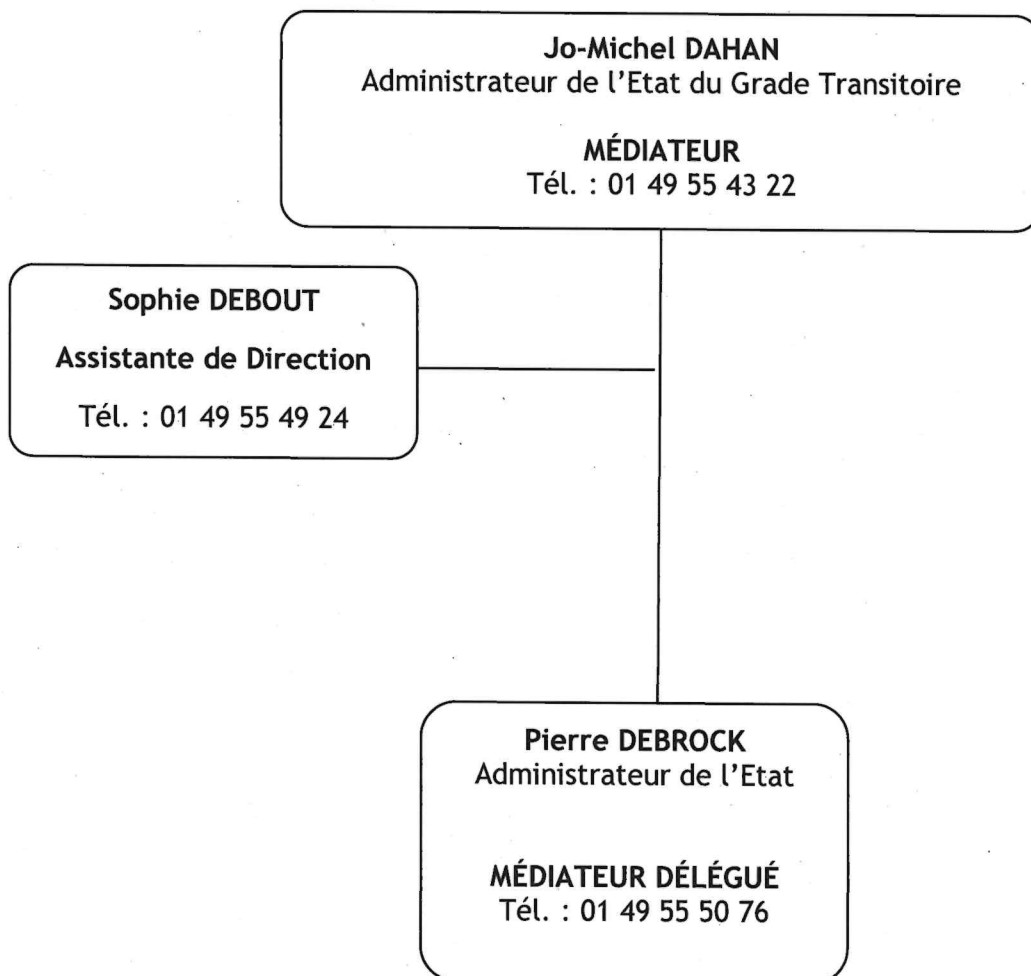 Jo-Michel DAHAN
Administrateur de l'Etat du Grade Transitoire
MÉDIATEUR
Tél. : 01 49 55 43 22
Sophie DEBOUT
Assistante de Direction
Tél. : 01 49 55 49 24
Pierre DEBROCK
Administrateur de l'Etat
MÉDIATEUR DÉLÉGUÉ
Tél. : 01 49 55 50 76